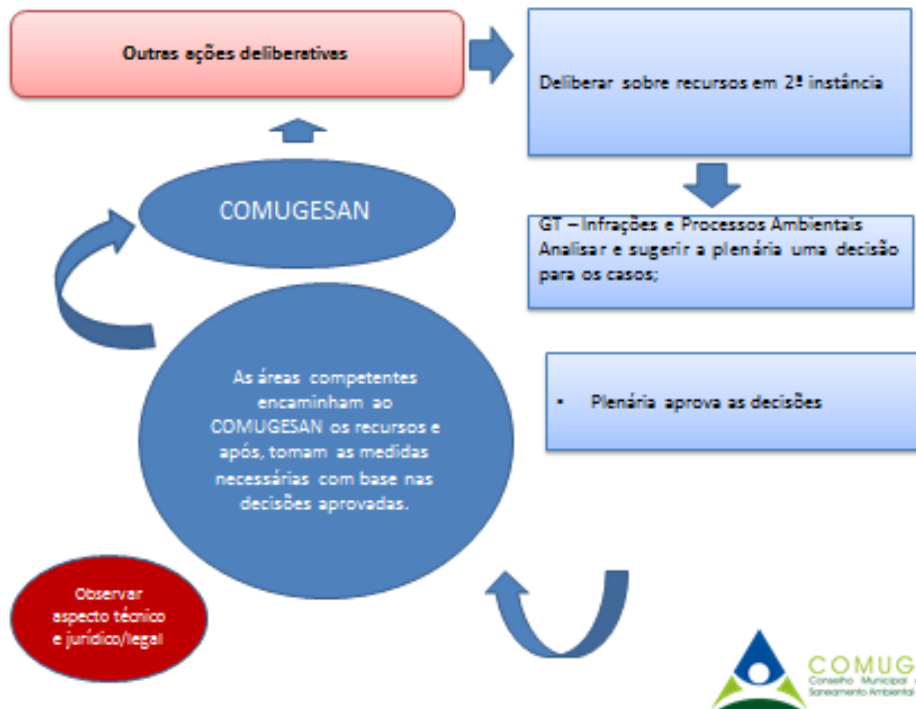 Outras ações deliberativas
Deliberar sobre recursos em 2ª instância
COMUGESAN
GT – Infrações e Processos Ambientais
Analisar e sugerir a plenária uma decisão
para os casos;
As áreas competentes
encaminham ao
COMUGESAN os recursos e
após, tomam as medidas
necessárias com base nas
decisões aprovadas.
• Plenária aprova as decisões
Observar
aspecto técnico
e jurídico/legal
COMUG
Conselho Municipal
Saneamento Ambiental